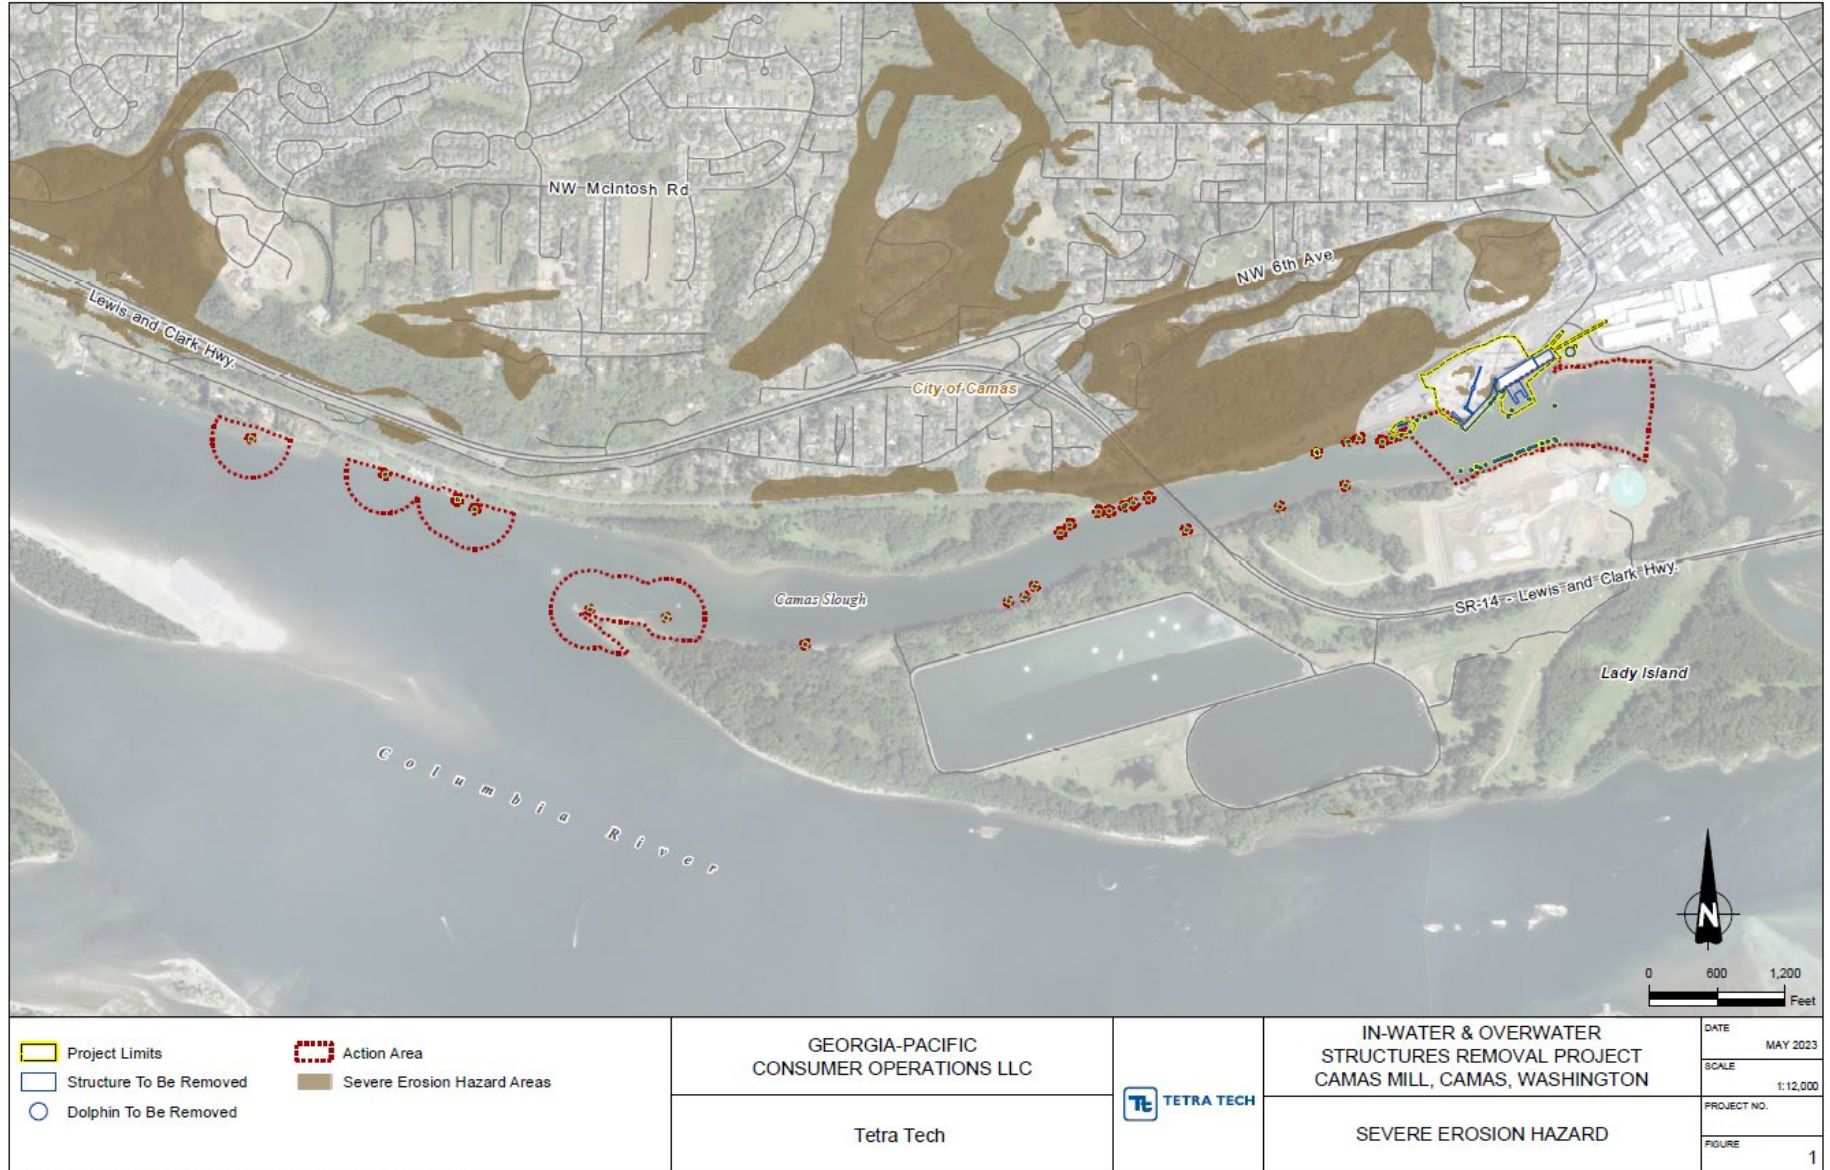 NW McIntosh Rd
NW 6th Ave
Lewis and Clark Hwy.
City of Camas
Camas Slough
SR-14 - Lewis and Clark Hwy.
Lady Island
Columbia River
N
0 600 1,200
Feet
Project Limits
Structure To Be Removed
Dolphin To Be Removed
Action Area
Severe Erosion Hazard Areas
GEORGIA-PACIFIC
CONSUMER OPERATIONS LLC
Tetra Tech
Tt TETRA TECH
IN-WATER & OVERWATER
STRUCTURES REMOVAL PROJECT
CAMAS MILL, CAMAS, WASHINGTON
SEVERE EROSION HAZARD
DATE
MAY 2023
SCALE
1:12,000
PROJECT NO.
FIGURE
1